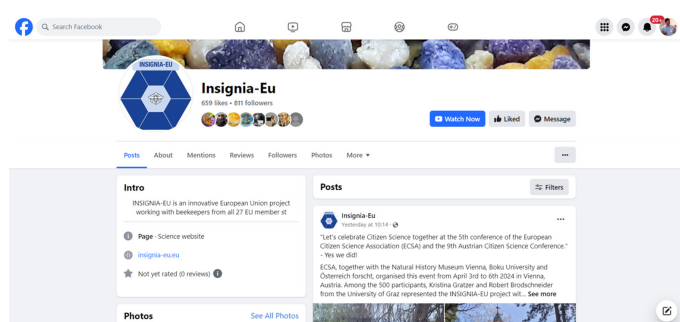 Search Facebook
20+
INSIGNIA-EU
Insignia-Eu
659 likes • 811 followers
Watch Now
Liked
Message
Posts
About
Mentions
Reviews
Followers
Photos
More
Intro
INSIGNIA-EU is an innovative European Union project
working with beekeepers from all 27 EU member st
Page · Science website
insignia-eu.eu
Not yet rated (0 reviews)
Photos
See All Photos
Posts
Filters
Insignia-Eu
Yesterday at 10:14 ·
"Let's celebrate Citizen Science together at the 5th conference of the European
Citizen Science Association (ECSA) and the 9th Austrian Citizen Science Conference."
- Yes we did!
ECSA, together with the Natural History Museum Vienna, Boku University and
Österreich forscht, organised this event from April 3rd to 6th 2024 in Vienna,
Austria. Among the 500 participants, Kristina Gratzer and Robert Brodschneider
from the University of Graz represented the INSIGNIA-EU project wit... See more